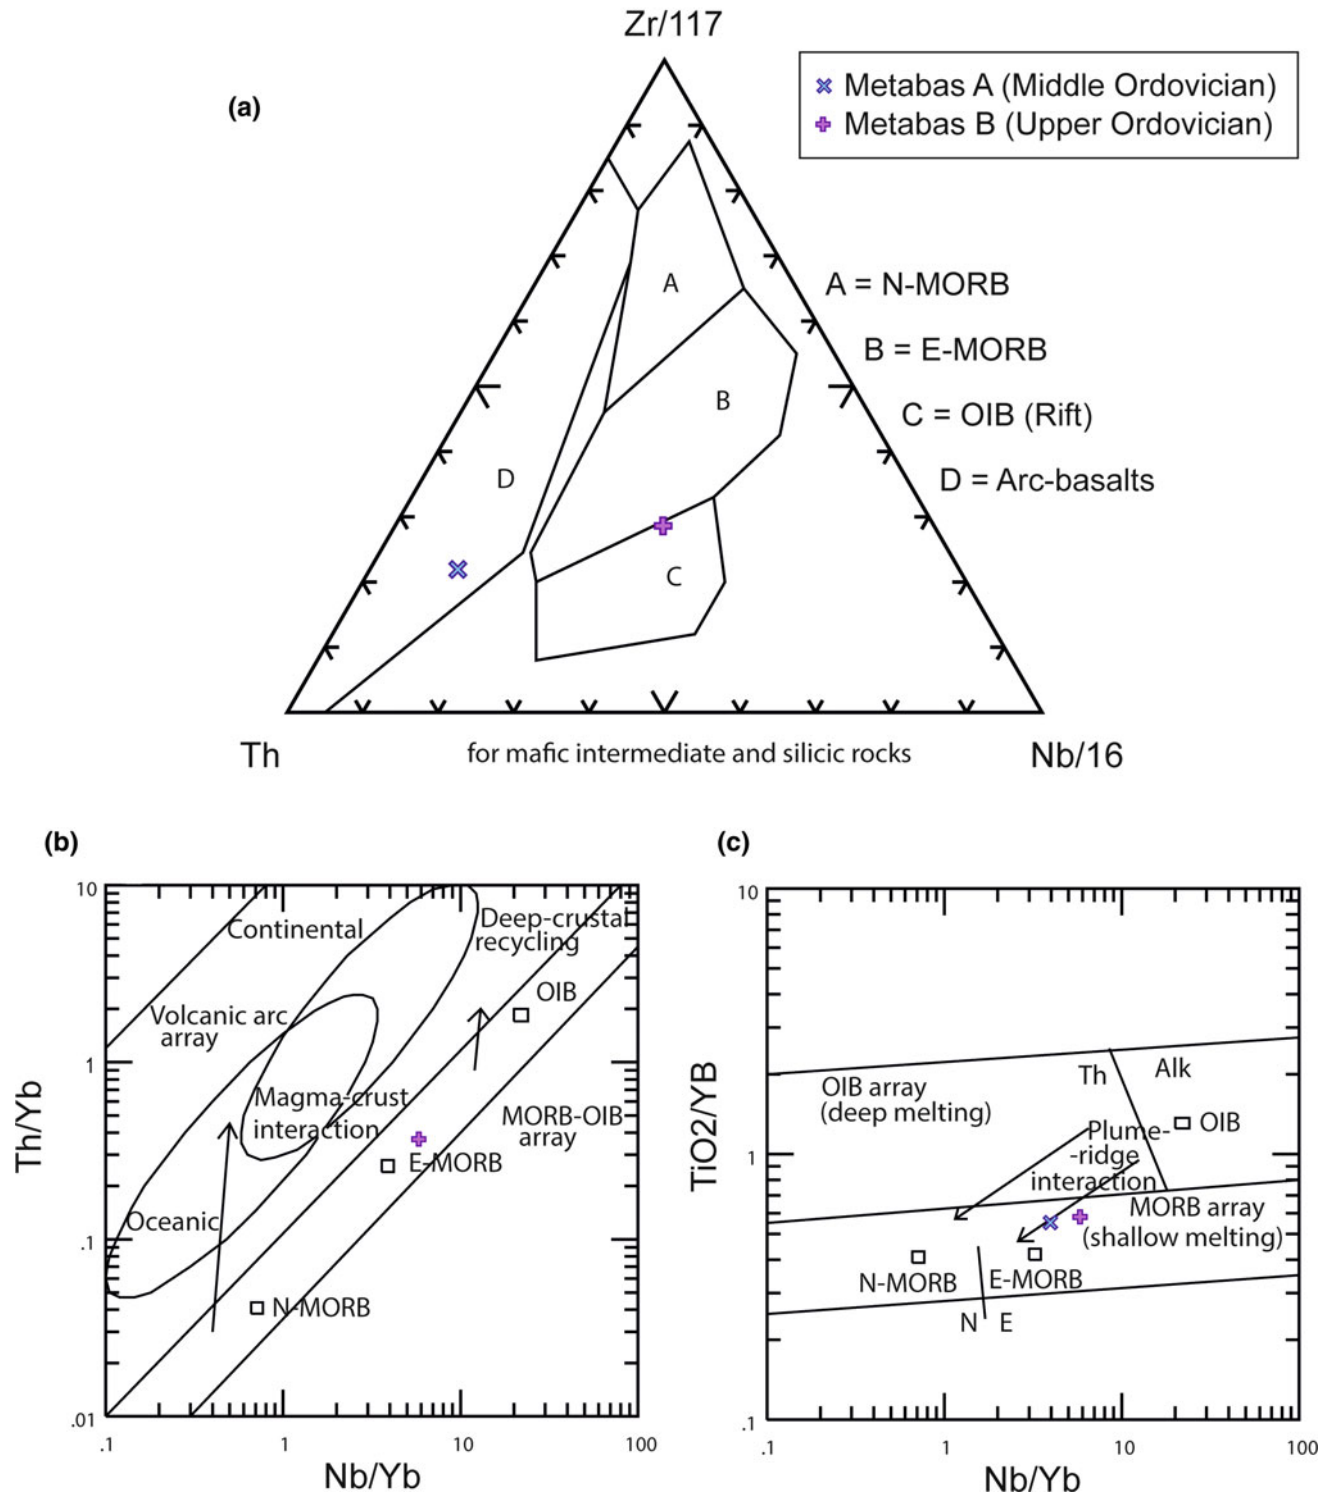 Zr/117
(a)
Metabas A (Middle Ordovician)
Metabas B (Upper Ordovician)
A
A = N-MORB
B = E-MORB
B
C = OIB (Rift)
D
D = Arc-basalts
C
Th
for mafic intermediate and silicic rocks
Nb/16
(b)
10
Continental
Deep-crustal
recycling
OIB
Volcanic arc
array
1
Magma-crust
interaction
MORB-OIB
array
E-MORB
Oceanic
.1
N-MORB
.01
.1
1
10
100
Th/Yb
Nb/Yb
(c)
10
Th
Alk
OIB array
(deep melting)
OIB
Plume-
-ridge
interaction
1
MORB array
(shallow melting)
N-MORB
E-MORB
N
E
.1
.1
1
10
100
TiO2/YB
Nb/Yb